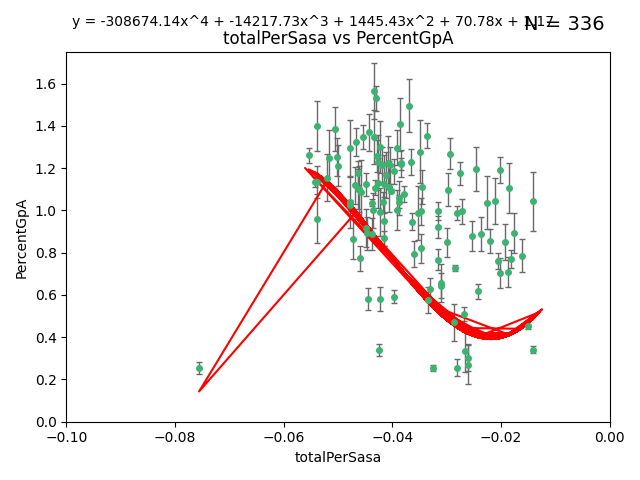 y = -308674.14x^4 + -14217.73x^3 + 1445.43x^2 + 70.78x +
N = 336
totalPerSasa vs PercentGpA
PercentGpA
1.6
1.4
1.2
1.0
0.8
0.6
0.4
0.2
0.0
−0.10 −0.08 −0.06 −0.04 −0.02 0.00
totalPerSasa